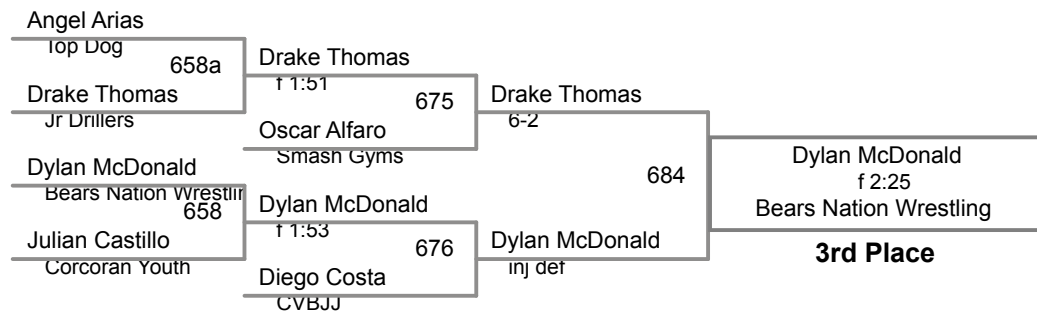 Angel Arias
Top Dog
658a
Drake Thomas
Jr Drillers
Dylan McDonald
Bears Nation Wrestlin
658
Julian Castillo
Corcoran Youth
Drake Thomas
f 1:51
675
Oscar Alfaro
Smash Gyms
Dylan McDonald
f 1:53
676
Diego Costa
CVBJJ
Drake Thomas
6-2
684
Dylan McDonald
inj def
Dylan McDonald
f 2:25
Bears Nation Wrestling
3rd Place